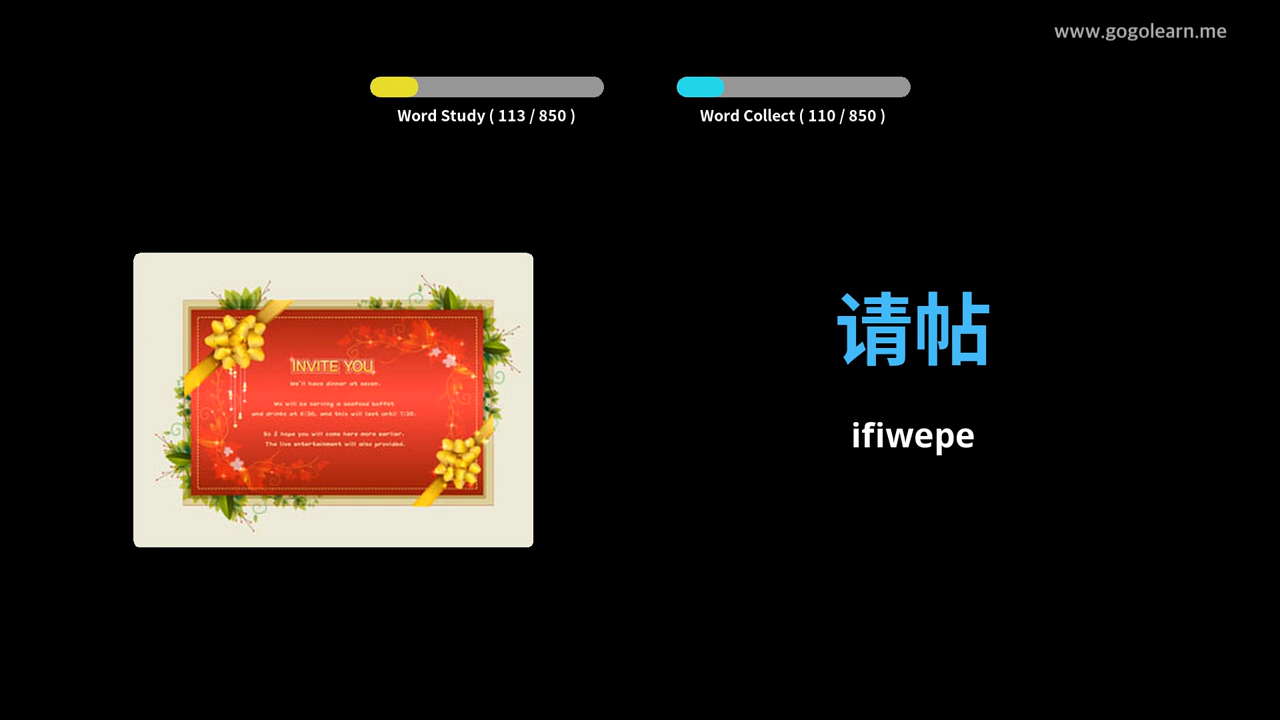 www.gogolearn.me
Word Study ( 113 / 850 )
Word Collect ( 110 / 850 )
请帖
ifiwepe
INVITE YOU
We'll have dinner at seven.
We will be serving a seafood buffet
and drinks at 6:30, and this will last until 7:30.
So I hope you will come here more earlier.
The live entertainment will also provided.